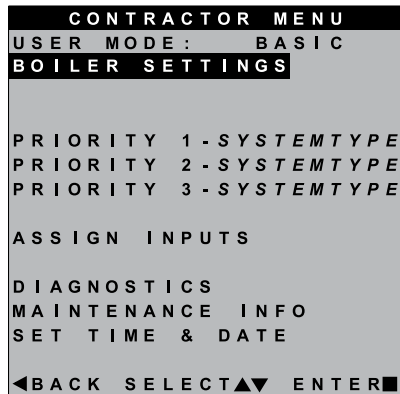 CONTRACTOR MENU
USER MODE: BASIC
BOILER SETTINGS
PRIORITY 1-SYSTEMTYPE
PRIORITY 2-SYSTEMTYPE
PRIORITY 3-SYSTEMTYPE
ASSIGN INPUTS
DIAGNOSTICS
MAINTENANCE INFO
SET TIME & DATE
◀BACK SELECT▲▼ ENTER■